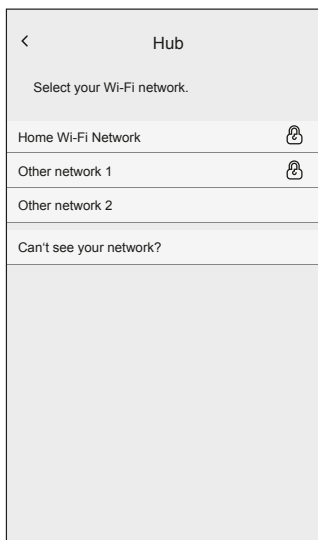 Hub
Select your Wi-Fi network.
Home Wi-Fi Network
Other network 1
Other network 2
Can't see your network?